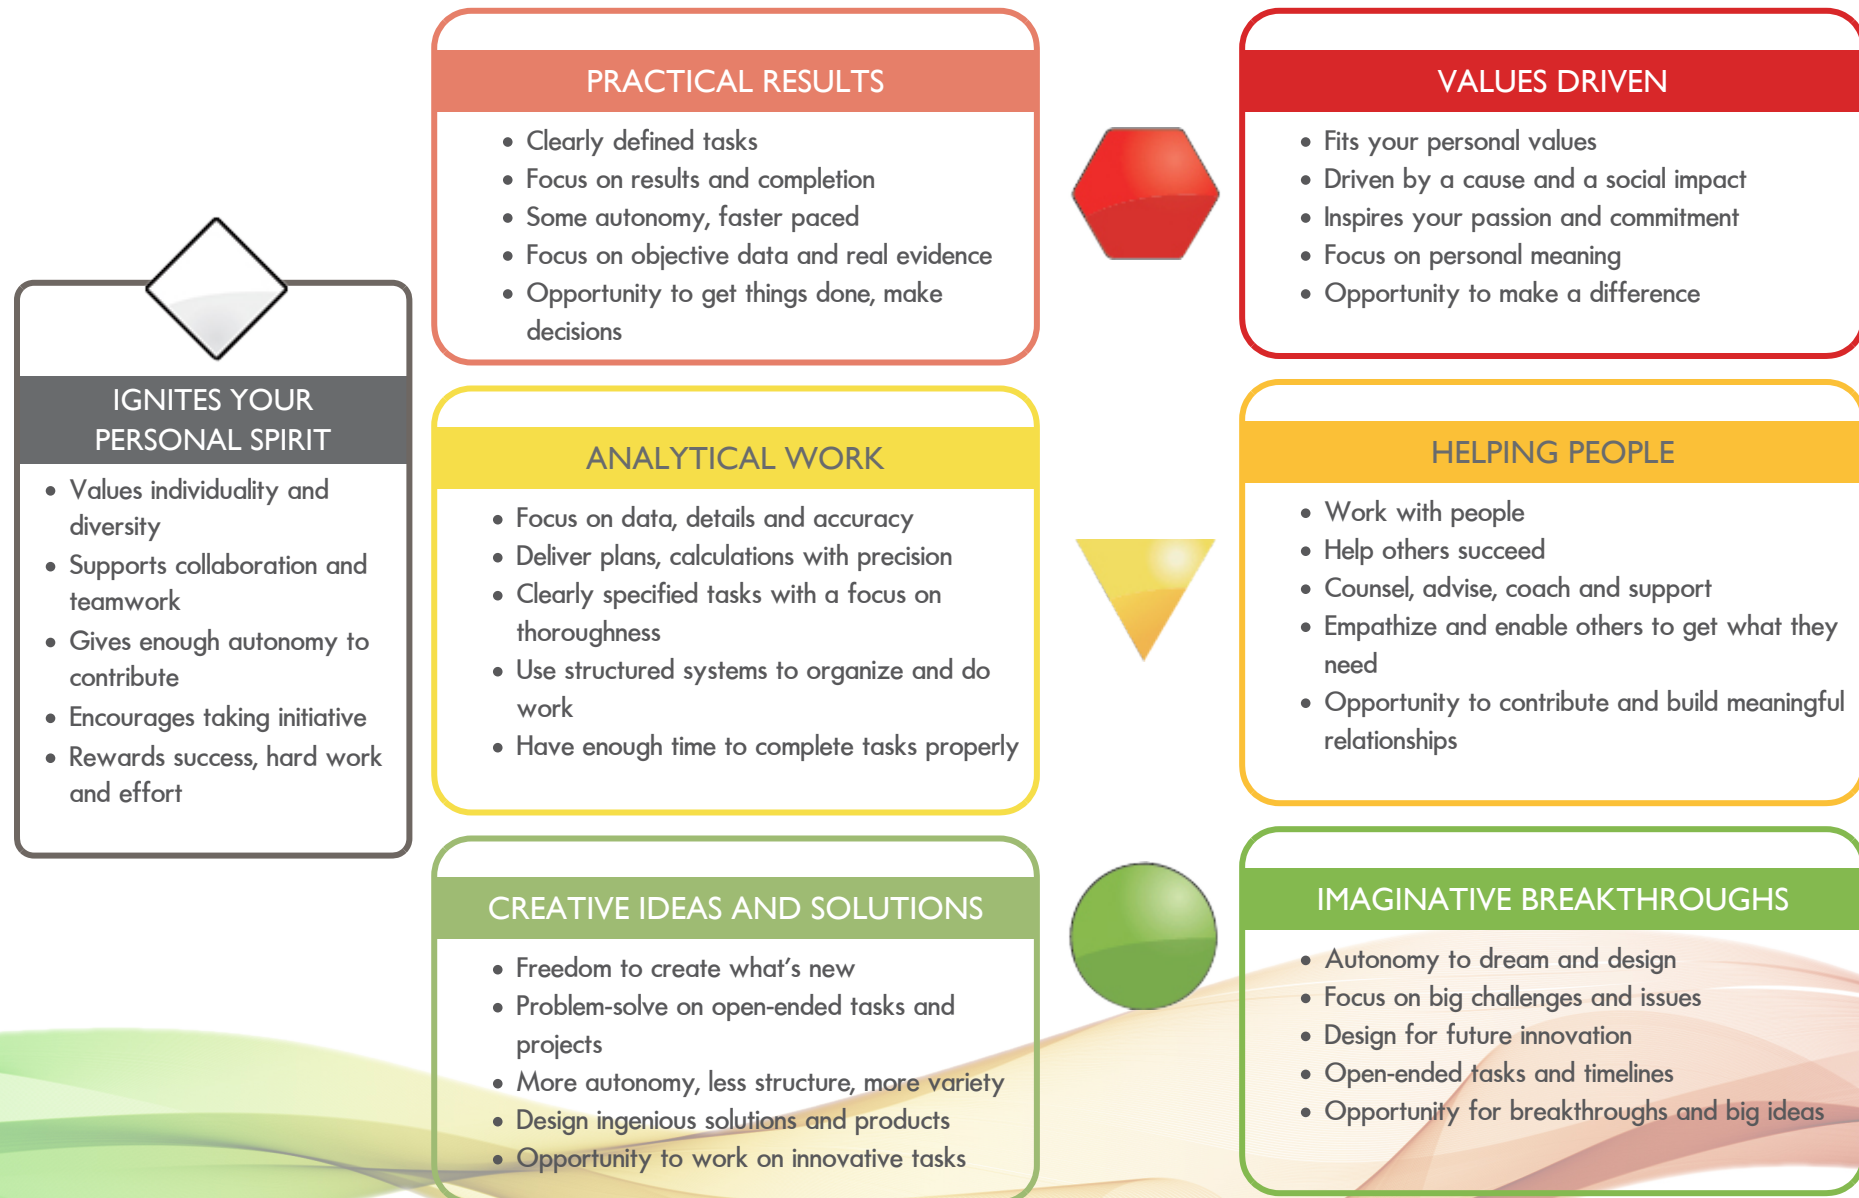 IGNITES YOUR
PERSONAL SPIRIT
• Values individuality and
diversity
• Supports collaboration and
teamwork
• Gives enough autonomy to
contribute
• Encourages taking initiative
• Rewards success, hard work
and effort
PRACTICAL RESULTS
• Clearly defined tasks
• Focus on results and completion
• Some autonomy, faster paced
• Focus on objective data and real evidence
• Opportunity to get things done, make
decisions
VALUES DRIVEN
• Fits your personal values
• Driven by a cause and a social impact
• Inspires your passion and commitment
• Focus on personal meaning
• Opportunity to make a difference
ANALYTICAL WORK
• Focus on data, details and accuracy
• Deliver plans, calculations with precision
• Clearly specified tasks with a focus on
thoroughness
• Use structured systems to organize and do
work
• Have enough time to complete tasks properly
HELPING PEOPLE
• Work with people
• Help others succeed
• Counsel, advise, coach and support
• Empathize and enable others to get what they
need
• Opportunity to contribute and build meaningful
relationships
CREATIVE IDEAS AND SOLUTIONS
• Freedom to create what's new
• Problem-solve on open-ended tasks and
projects
• More autonomy, less structure, more variety
• Design ingenious solutions and products
• Opportunity to work on innovative tasks
IMAGINATIVE BREAKTHROUGHS
• Autonomy to dream and design
• Focus on big challenges and issues
• Design for future innovation
• Open-ended tasks and timelines
• Opportunity for breakthroughs and big ideas